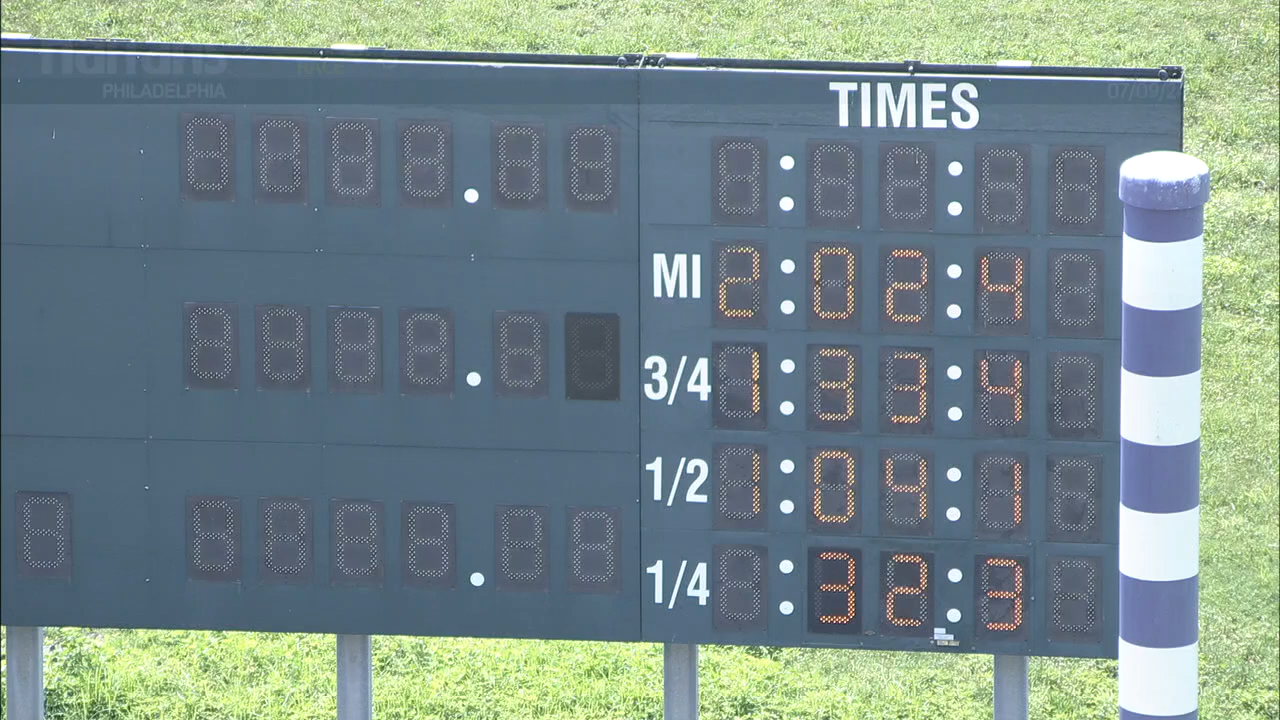 PHILADELPHIA
TIMES
MI 2:02:4
3/4 1:33:4
1/2 1:04:1
1/4 :32:3